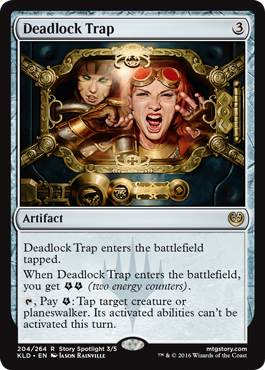 Deadlock Trap 3
Artifact
Deadlock Trap enters the battlefield
tapped.
When Deadlock Trap enters the battlefield,
you get (two energy counters).
, Pay : Tap target creature or
planeswalker. Its activated abilities can't be
activated this turn.
204/264 R Story Spotlight 3/5 mtgstory.com
KLD • EN Jason Rainville ™ & © 2016 Wizards of the Coast